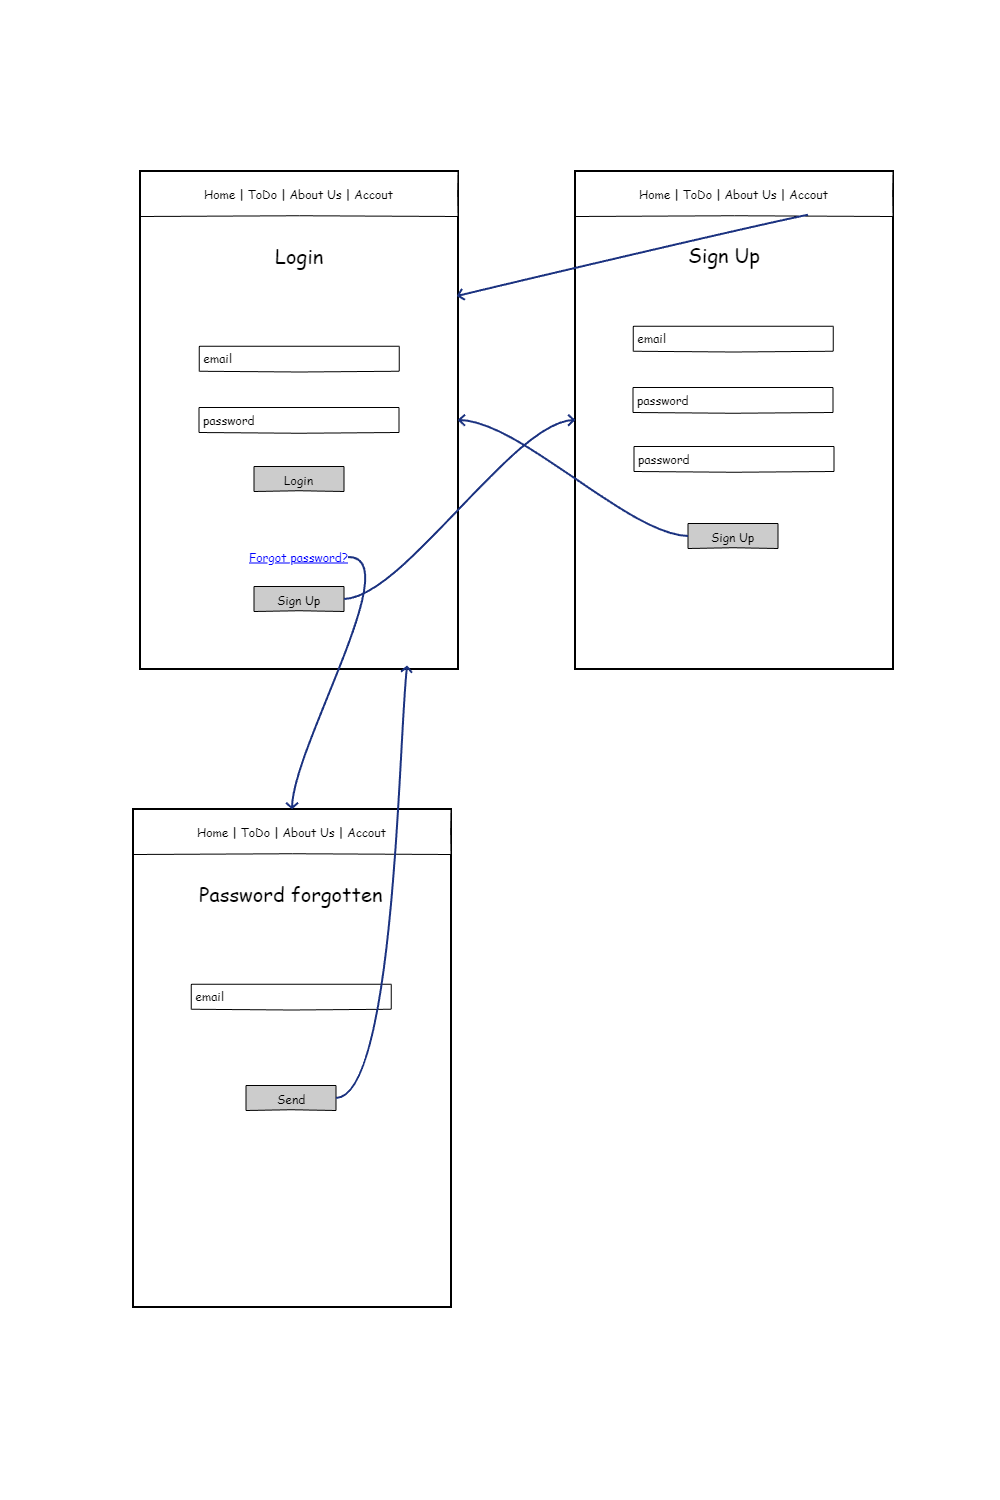 Home | ToDo | About Us | Accout
Login
email
password
Login
Forgot password?
Sign Up
Home | ToDo | About Us | Accout
Sign Up
email
password
password
Sign Up
Home | ToDo | About Us | Accout
Password forgotten
email
Send